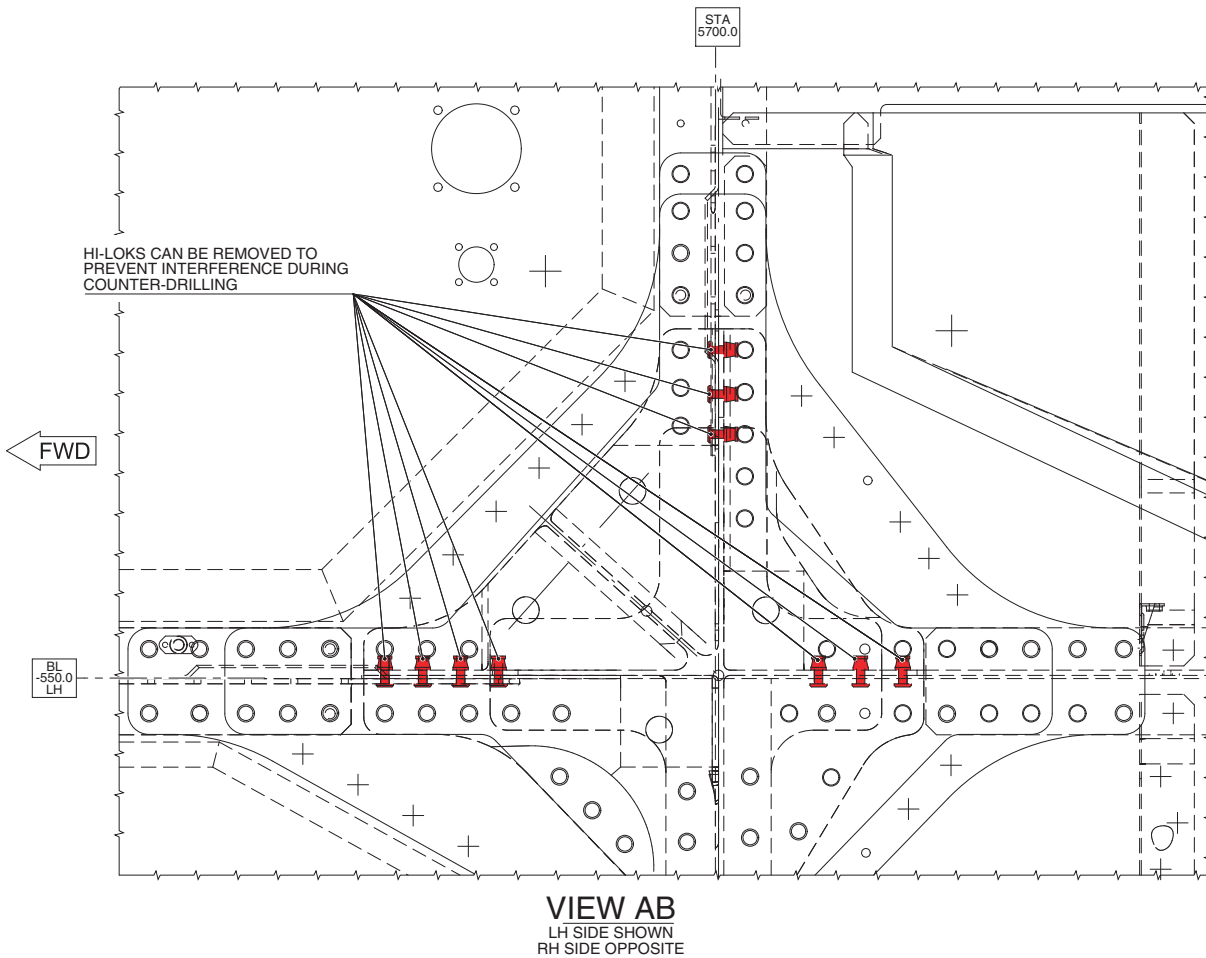 STA
5700.0
HI-LOKS CAN BE REMOVED TO
PREVENT INTERFERENCE DURING
COUNTER-DRILLING
FWD
BL
-550.0
LH
VIEW AB
LH SIDE SHOWN
RH SIDE OPPOSITE